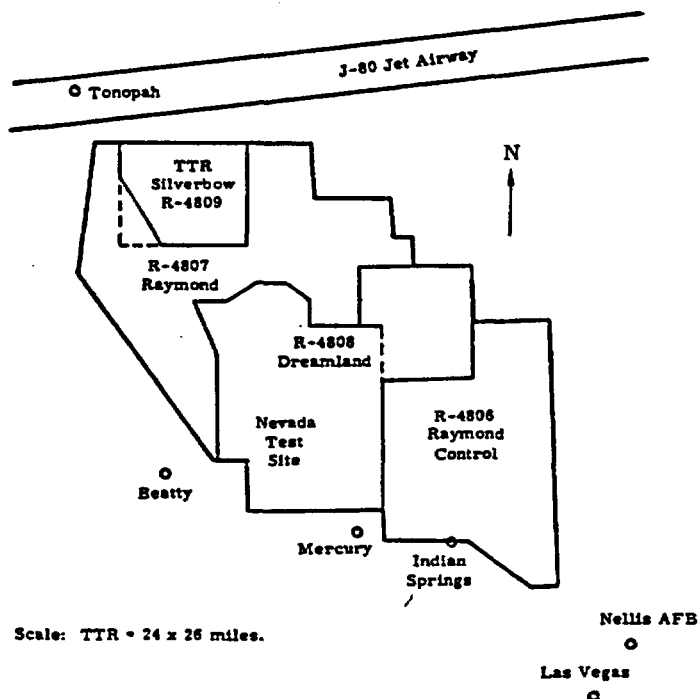 J-80 Jet Airway
Tonopah
N
TTR
Silverbow
R-4809
R-4807
Raymond
R-4808
Dreamland
Nevada
Test
Site
R-4806
Raymond
Control
Beatty
Mercury
Indian
Springs
Scale: TTR = 24 x 26 miles.
Nellis AFB
Las Vegas